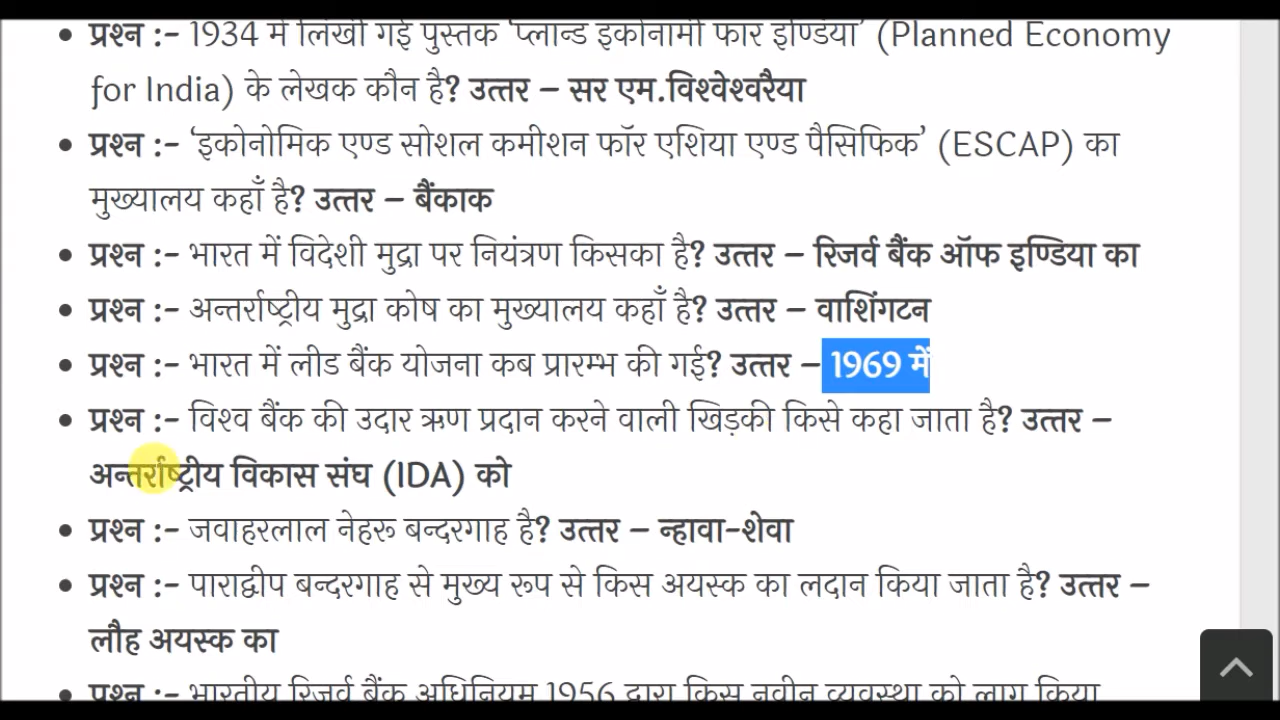 प्रश्न :- 1934 में लिखी गई पुस्तक ‘प्लान्ड इकोनामी फार इण्डिया’ (Planned Economy
for India) के लेखक कौन है? उत्तर – सर एम.विश्वेश्वरैया
प्रश्न :- ‘इकोनोमिक एण्ड सोशल कमीशन फॉर एशिया एण्ड पैसिफिक’ (ESCAP) का
मुख्यालय कहाँ है? उत्तर – बैंकाक
प्रश्न :- भारत में विदेशी मुद्रा पर नियंत्रण किसका है? उत्तर – रिजर्व बैंक ऑफ इण्डिया का
प्रश्न :- अन्तर्राष्ट्रीय मुद्रा कोष का मुख्यालय कहाँ है? उत्तर – वाशिंगटन
प्रश्न :- भारत में लीड बैंक योजना कब प्रारम्भ की गई? उत्तर – 1969 में
प्रश्न :- विश्व बैंक की उदार ऋण प्रदान करने वाली खिड़की किसे कहा जाता है? उत्तर –
अन्तर्राष्ट्रीय विकास संघ (IDA) को
प्रश्न :- जवाहरलाल नेहरू बन्दरगाह है? उत्तर – न्हावा-शेवा
प्रश्न :- पाराद्वीप बन्दरगाह से मुख्य रूप से किस अयस्क का लदान किया जाता है? उत्तर –
लौह अयस्क का
प्रश्न :- भारतीय रिजर्व बैंक अधिनियम 1956 द्वारा किस नवीन व्यवस्था को लागू किया